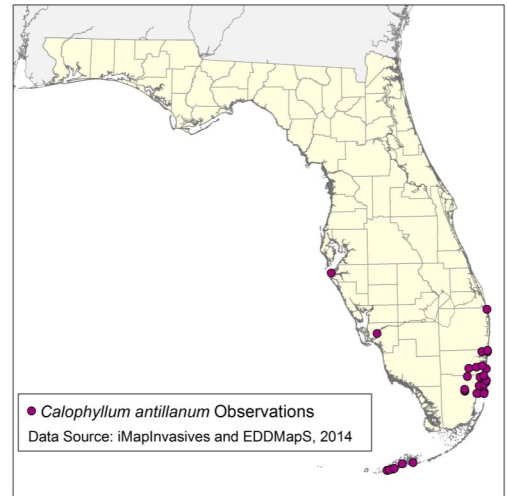 Calophyllum antillanum Observations
Data Source: iMapInvasives and EDDMapS, 2014